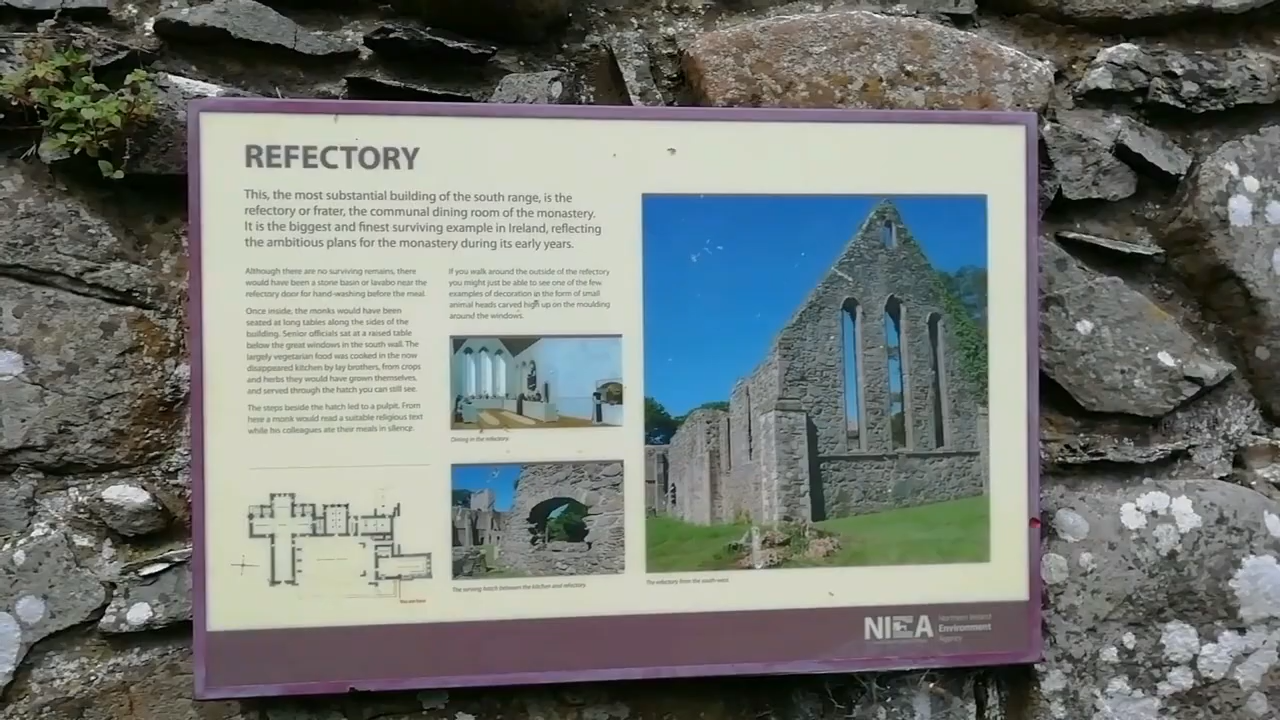 REFECTORY
This, the most substantial building of the south range, is the
refectory or frater, the communal dining room of the monastery.
It is the biggest and finest surviving example in Ireland, reflecting
the ambitious plans for the monastery during its early years.
Although there are no surviving remains, there
would have been a stone basin or lavabo near the
refectory door for hand-washing before the meal.
Once inside, the monks would have been
seated at long tables along the sides of the
building. Senior officials sat at a raised table
below the great windows in the south wall. The
largely vegetarian food was cooked in the now
disappeared kitchen by lay brothers, from crops
and herbs they would have grown themselves,
and served through the hatch you can still see.
The steps beside the hatch led to a pulpit. From
here a monk would read a suitable religious text
while his colleagues ate their meals in silence.
If you walk around the outside of the refectory
you might just be able to see one of the few
examples of decoration in the form of small
animal heads carved high up on the moulding
around the windows.
Dining in the refectory
The serving hatch between the kitchen and refectory
The refectory from the south-west
You are here
NIEA
Northern Ireland
Environment
Agency